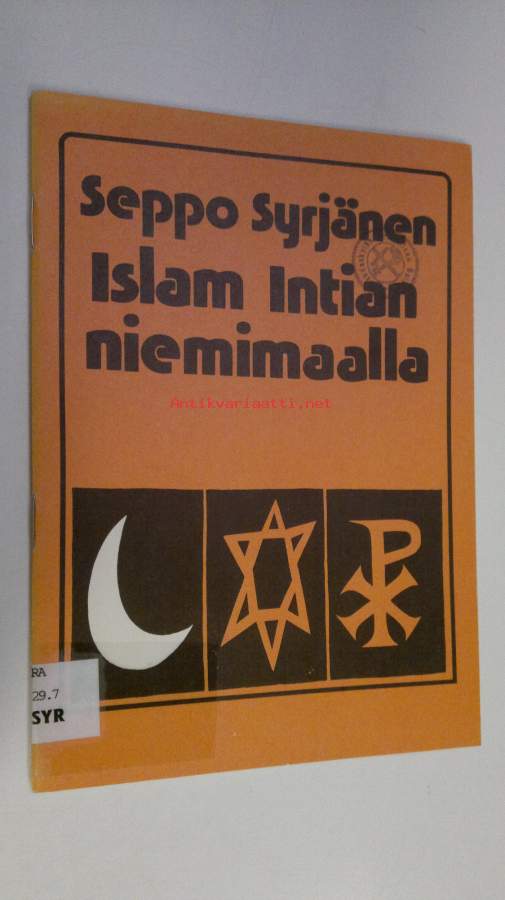 Seppo Syrjänen
Islam Intian
niemimaalla
Antikvariaatti.net
RA
29.7
SYR